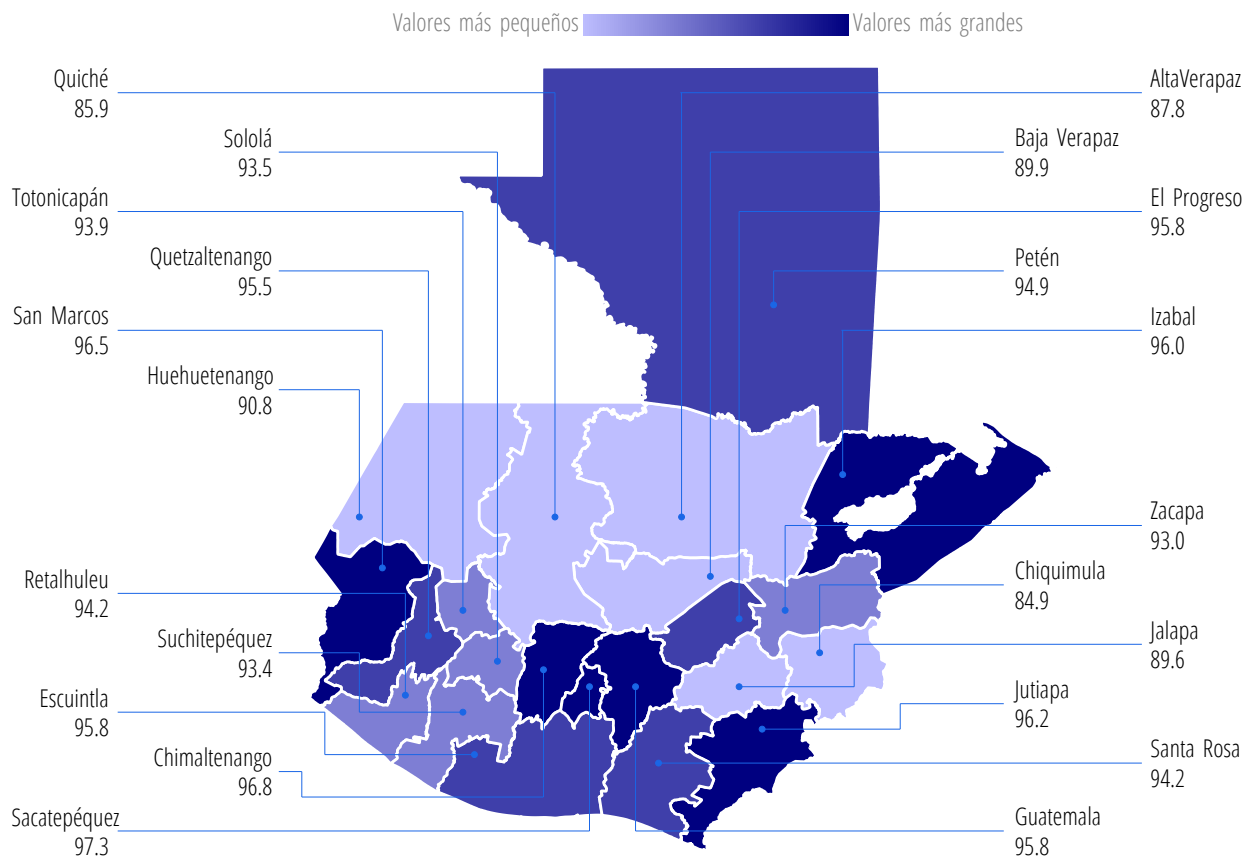 Valores más pequeños
Valores más grandes
Quiché
85.9
Sololá
93.5
Totonicapán
93.9
Quetzaltenango
95.5
San Marcos
96.5
Huehuetenango
90.8
Retalhuleu
94.2
Suchitepéquez
93.4
Escuintla
95.8
Chimaltenango
96.8
Sacatepéquez
97.3
AltaVerapaz
87.8
Baja Verapaz
89.9
El Progreso
95.8
Petén
94.9
Izabal
96.0
Zacapa
93.0
Chiquimula
84.9
Jalapa
89.6
Jutiapa
96.2
Santa Rosa
94.2
Guatemala
95.8